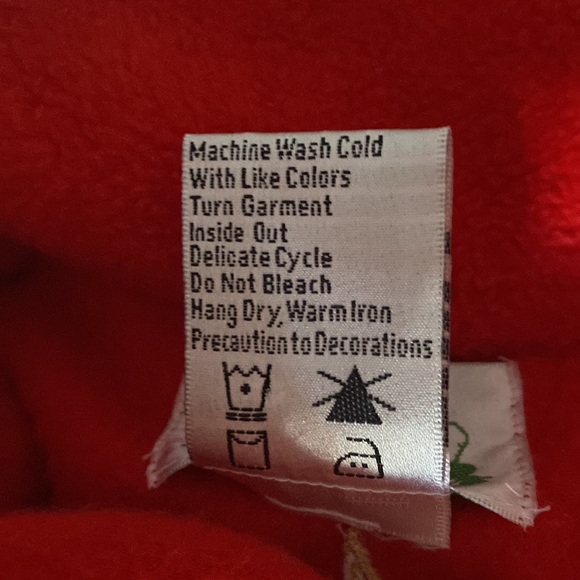 Machine Wash Cold
With Like Colors
Turn Garment
Inside Out
Delicate Cycle
Do Not Bleach
Hang Dry, Warm Iron
Precaution to Decorations